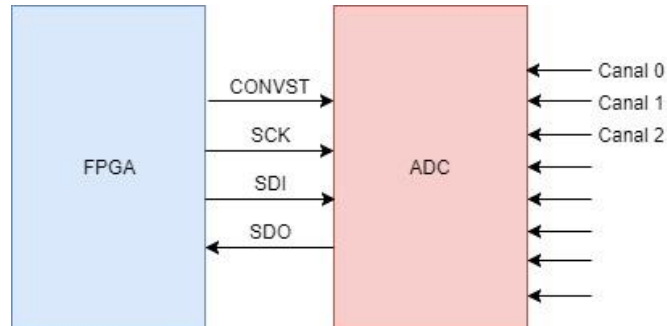 FPGA
CONVST
SCK
SDI
SDO
ADC
Canal 0
Canal 1
Canal 2